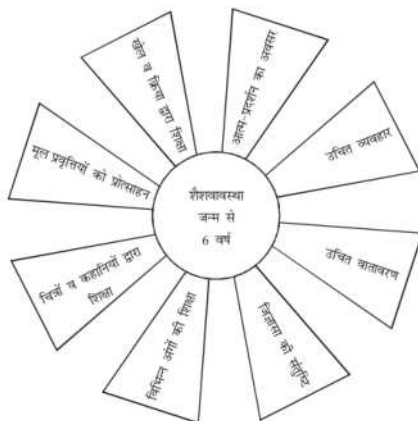 शैशवावस्था
जन्म से
6 वर्ष
आत्म-प्रदर्शन का अवसर
उचित व्यवहार
उचित वातावरण
जिज्ञासा की संतुष्टि
विभिन्न अंगों की शिक्षा
चित्रों व कहानियों द्वारा
शिक्षा
मूल प्रवृत्तियों को प्रोत्साहन
खेल व क्रिया द्वारा शिक्षा